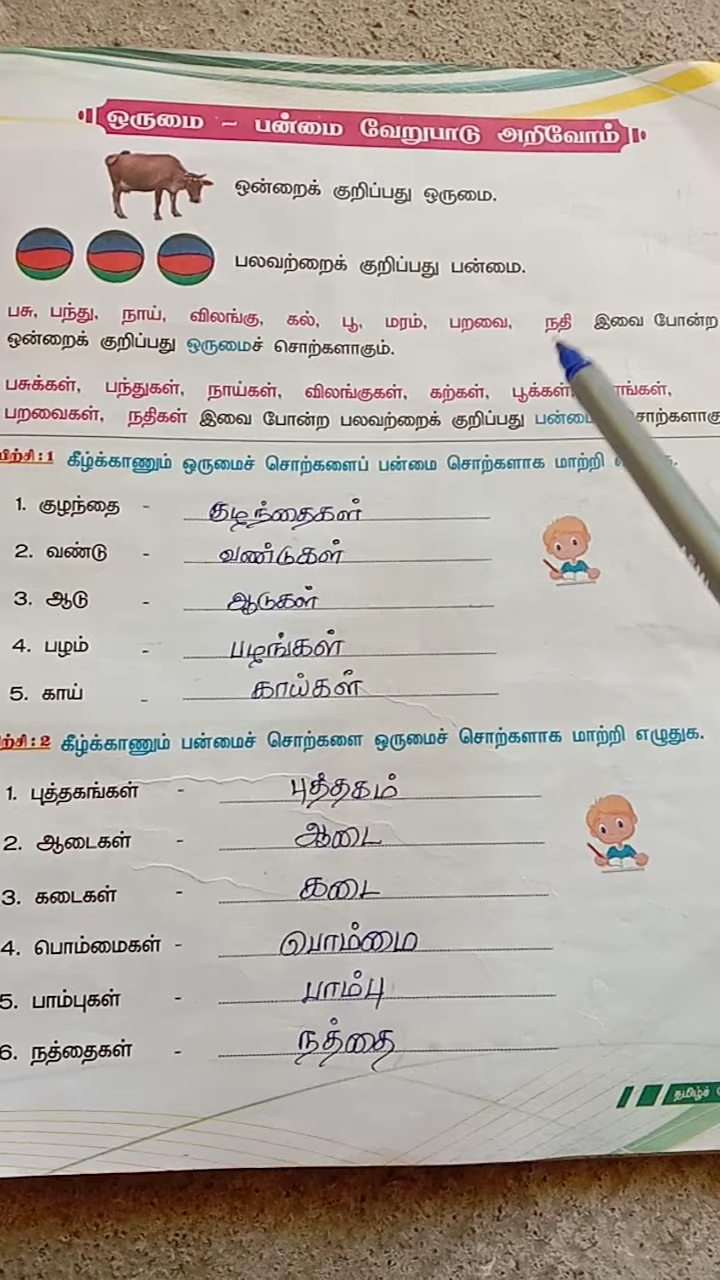 ஒருமை – பன்மை வேறுபாடு அறிவோம்
ஒன்றைக் குறிப்பது ஒருமை.
பலவற்றைக் குறிப்பது பன்மை.
பசு, பந்து, நாய், விலங்கு, கல், பூ, மரம், பறவை, நதி இவை போன்ற
ஒன்றைக் குறிப்பது ஒருமைச் சொற்களாகும்.
பசுக்கள், பந்துகள், நாய்கள், விலங்குகள், கற்கள், பூக்கள்
பறவைகள், நதிகள் இவை போன்ற பலவற்றைக் குறிப்பது
கீழ்க்காணும் ஒருமைச் சொற்களைப் பன்மை சொற்களாக மாற்றி
1. குழந்தை - குழந்தைகள்
2. வண்டு - வண்டுகள்
3. ஆடு - ஆடுகள்
4. பழம் - பழங்கள்
5. காய் - காய்கள்
கீழ்க்காணும் பன்மைச் சொற்களை ஒருமைச் சொற்களாக மாற்றி எழுதுக.
1. புத்தகங்கள் - புத்தகம்
2. ஆடைகள் - ஆடை
3. கடைகள் - கடை
4. பொம்மைகள் - பொம்மை
5. பாம்புகள் - பாம்பு
6. நத்தைகள் - நத்தை
தமிழ்ச்